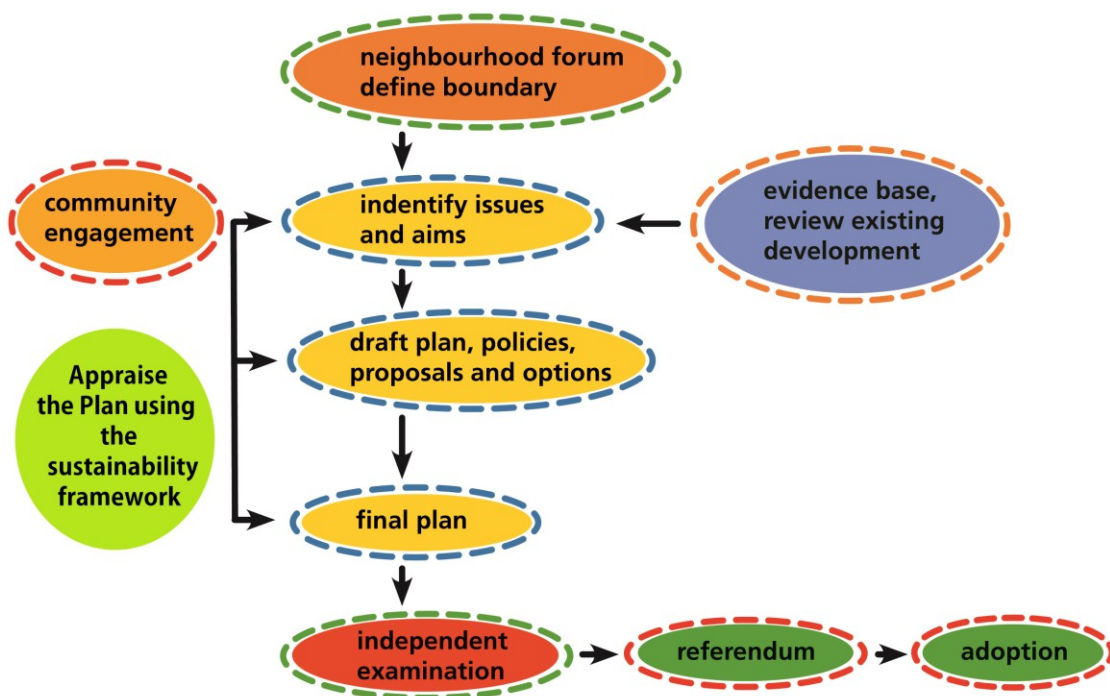 neighbourhood forum
define boundary
community
engagement
indentify issues
and aims
evidence base,
review existing
development
draft plan, policies,
proposals and options
Appraise
the Plan using
the
sustainability
framework
final plan
independent
examination
referendum
adoption